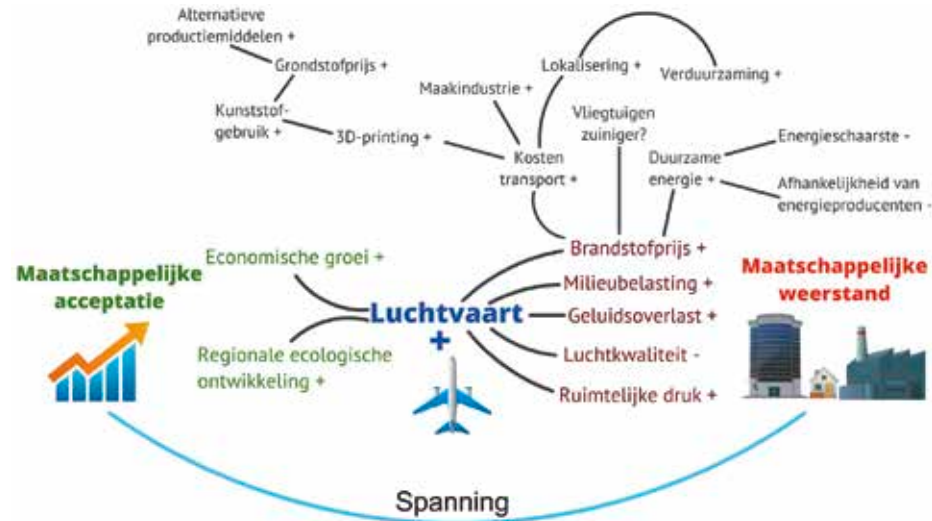 Alternatieve
productiemiddelen +
Grondstofprijs +
Kunststof-
gebruik +
3D-printing +
Maakindustrie +
Lokalisering +
Verduurzaming +
Vliegtuigen
zuiniger?
Kosten
transport +
Duurzame
energie +
Energieschaarste -
Afhankelijkheid van
energieproducenten -
Maatschappelijke
acceptatie
Economische groei +
Regionale ecologische
ontwikkeling +
Luchtvaart
+
Brandstofprijs +
Milieubelasting +
Geluidsoverlast +
Luchtkwaliteit -
Ruimtelijke druk +
Maatschappelijke
weerstand
Spanning